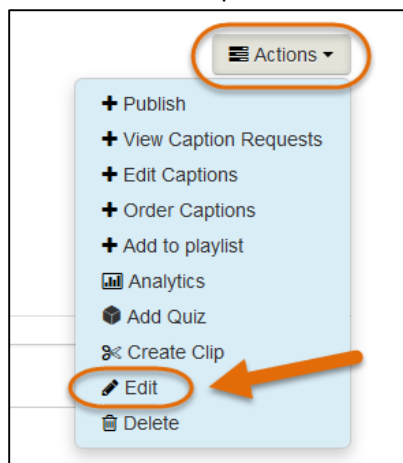 Actions
Publish
View Caption Requests
Edit Captions
Order Captions
Add to playlist
Analytics
Add Quiz
Create Clip
Edit
Delete